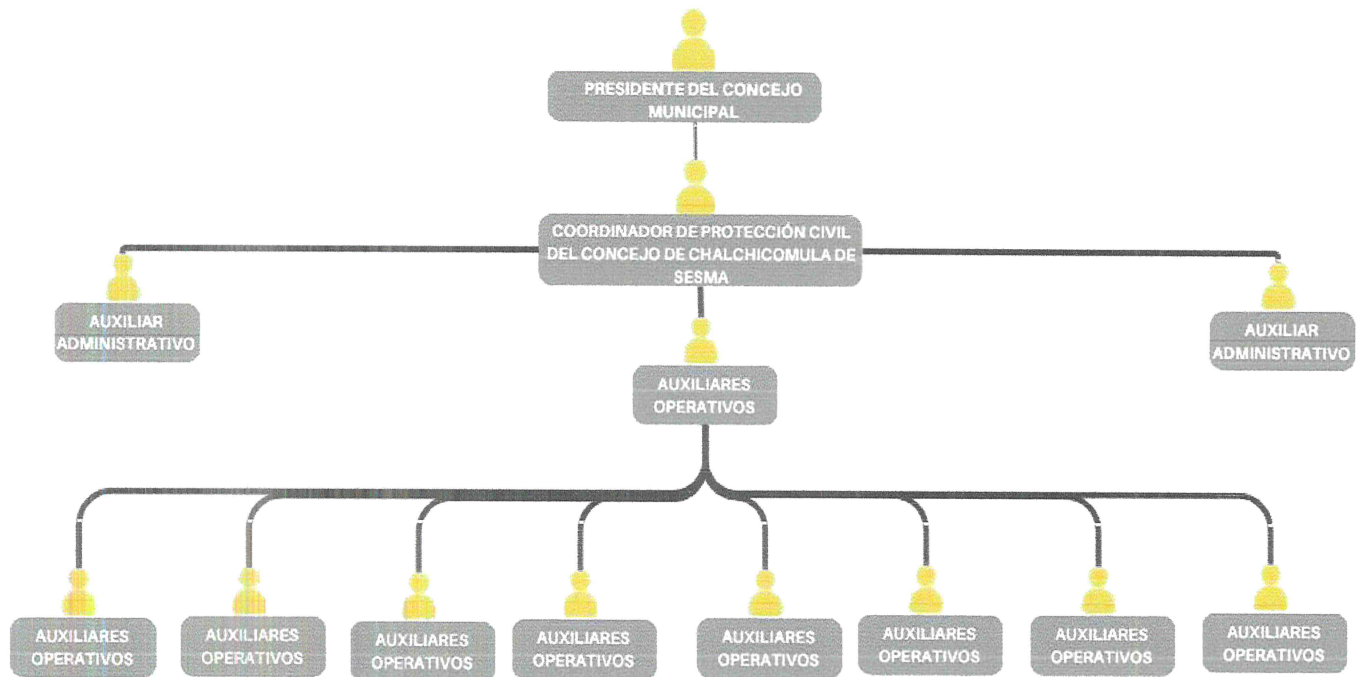 PRESIDENTE DEL CONCEJO
MUNICIPAL
COORDINADOR DE PROTECCIÓN CIVIL
DEL CONCEJO DE CHALCHICOMULA DE
SESMA
AUXILIAR
ADMINISTRATIVO
AUXILIAR
ADMINISTRATIVO
AUXILIARES
OPERATIVOS
AUXILIARES
OPERATIVOS
AUXILIARES
OPERATIVOS
AUXILIARES
OPERATIVOS
AUXILIARES
OPERATIVOS
AUXILIARES
OPERATIVOS
AUXILIARES
OPERATIVOS
AUXILIARES
OPERATIVOS
AUXILIARES
OPERATIVOS